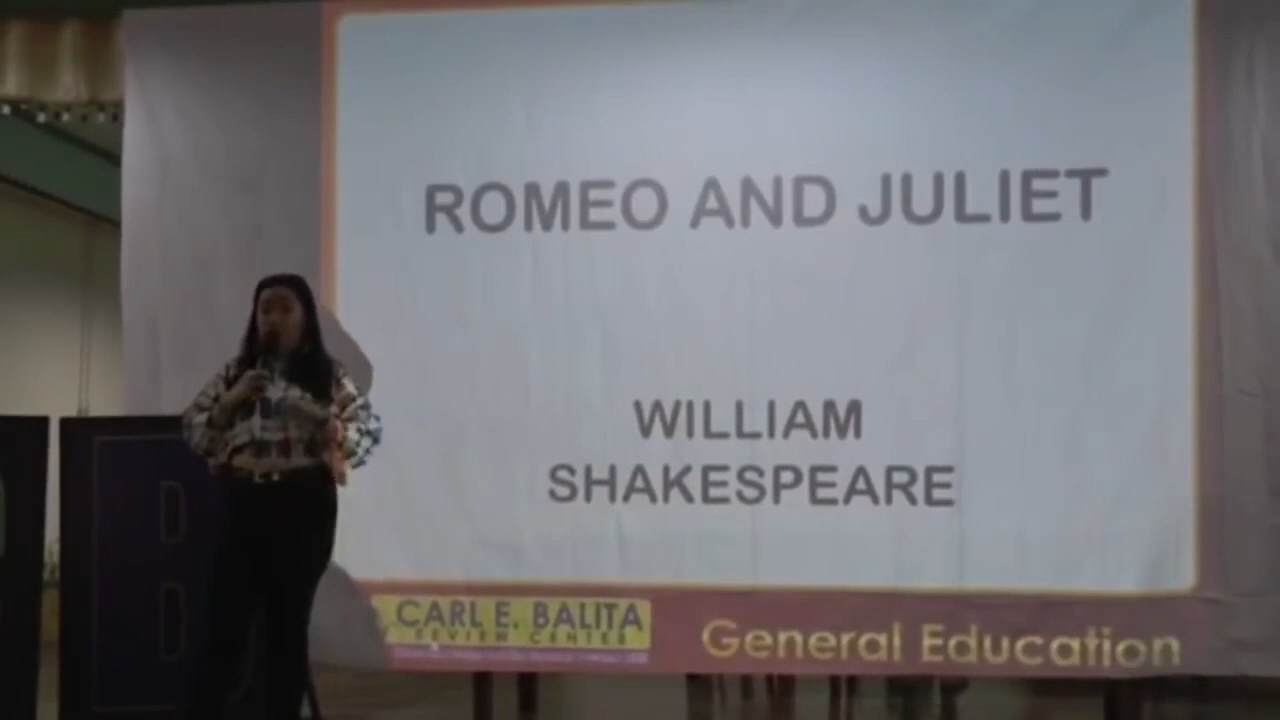 ROMEO AND JULIET
WILLIAM
SHAKESPEARE
CARL E. BALITA
REVIEW CENTER
General Education